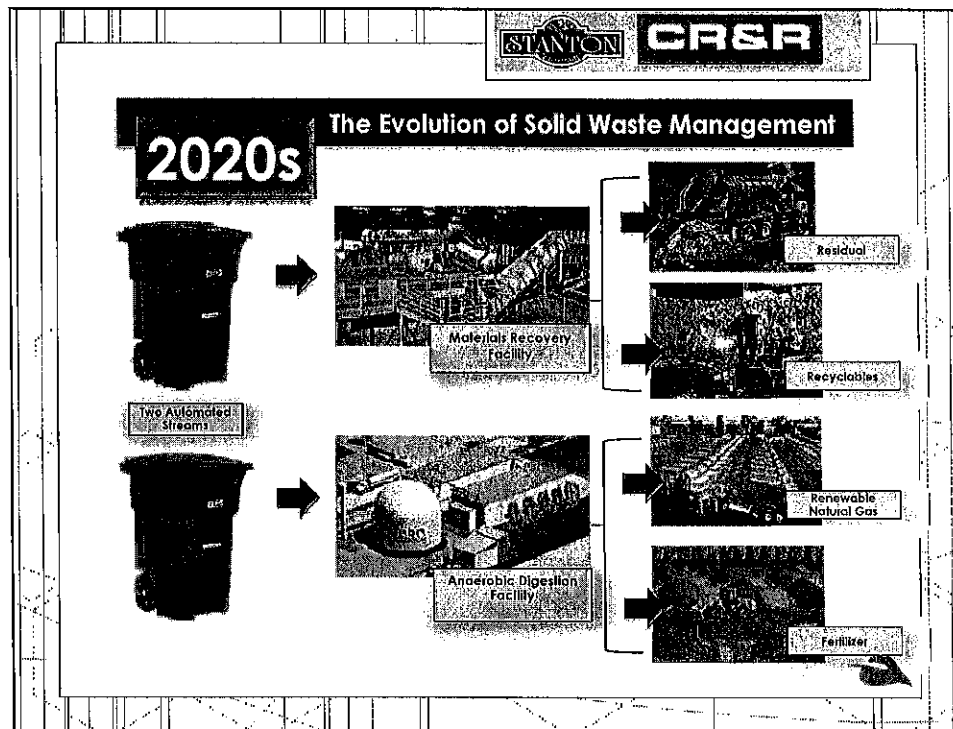 STANTON
CR&R
The Evolution of Solid Waste Management
2020s
Residual
Materials Recovery
Facility
Recyclables
Two Automated
Streams
Renewable
Natural Gas
Anaerobic Digestion
Facility
Fertilizer